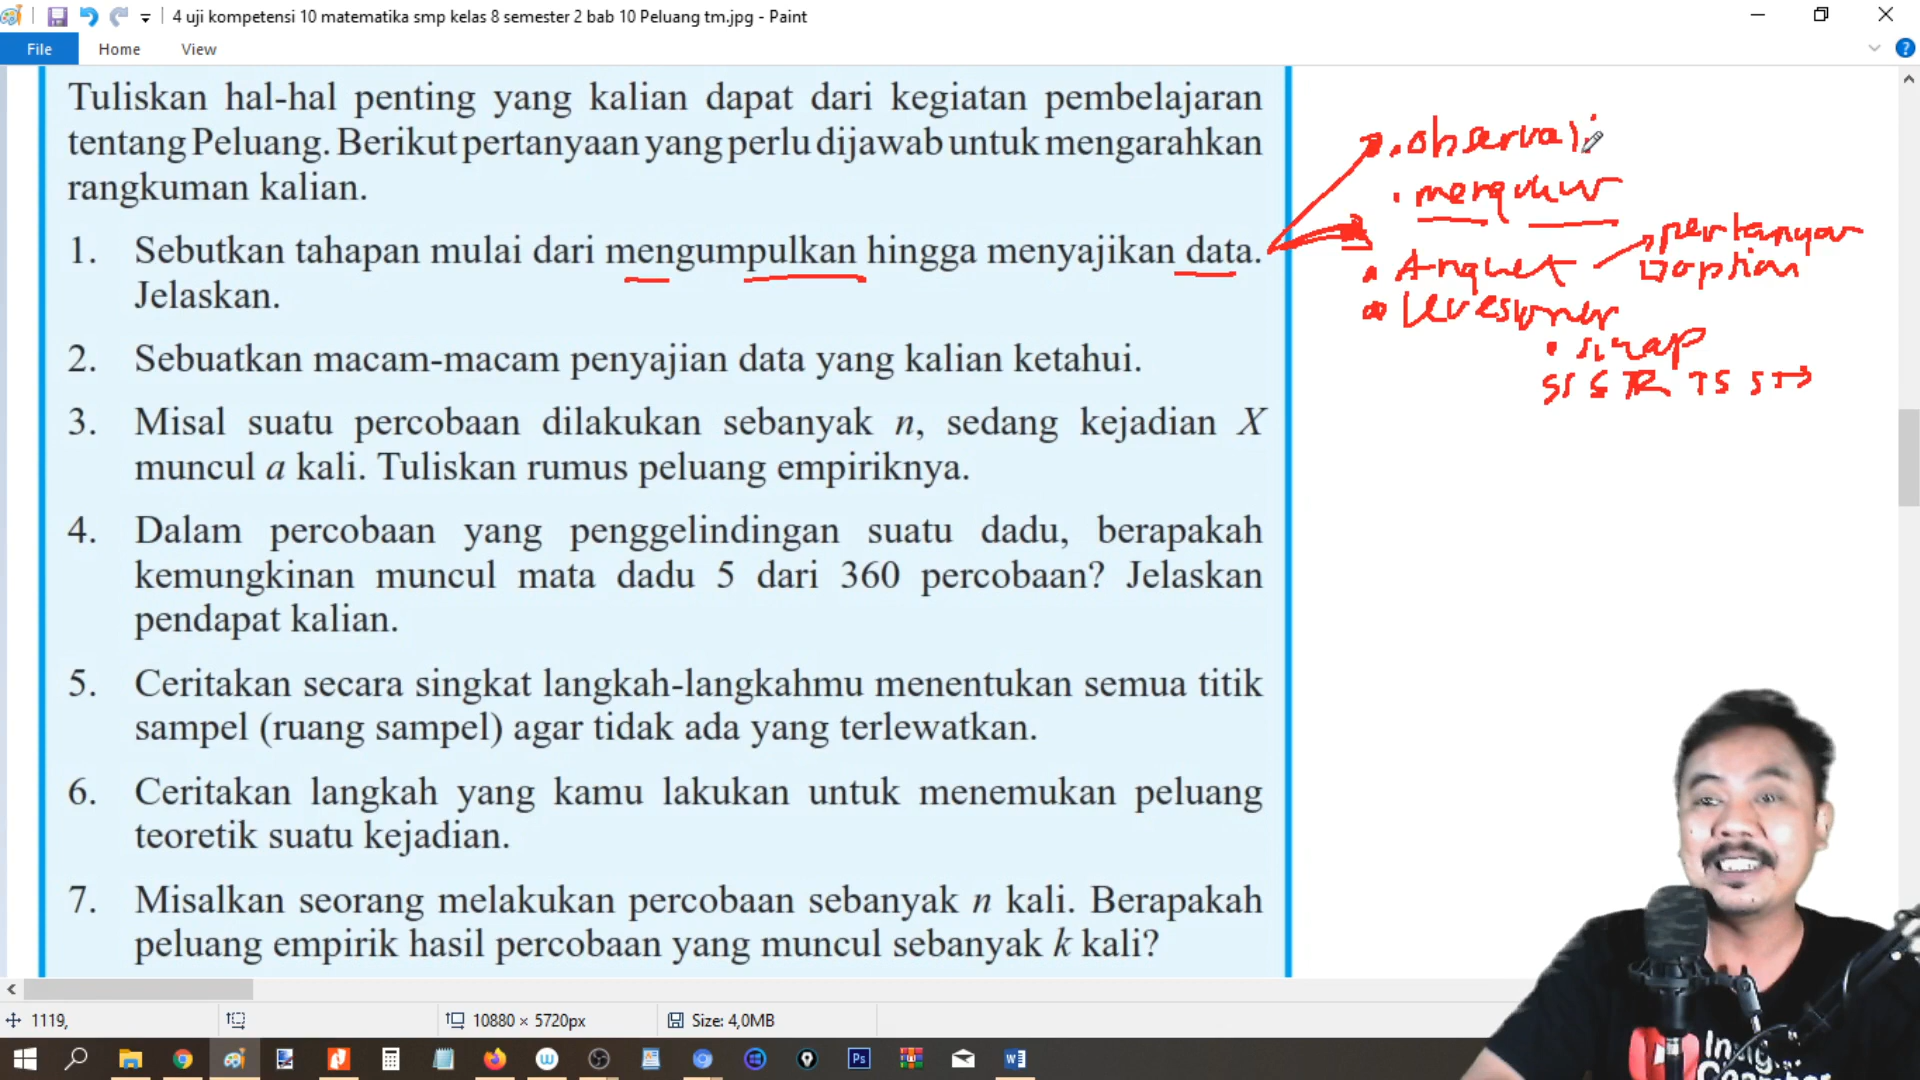 4 uji kompetensi 10 matematika smp kelas 8 semester 2 bab 10 Peluang tm.jpg - Paint
File Home View
Tuliskan hal-hal penting yang kalian dapat dari kegiatan pembelajaran
tentang Peluang. Berikut pertanyaan yang perlu dijawab untuk mengarahkan
rangkuman kalian.
1. Sebutkan tahapan mulai dari mengumpulkan hingga menyajikan data.
Jelaskan.
2. Sebuatkan macam-macam penyajian data yang kalian ketahui.
3. Misal suatu percobaan dilakukan sebanyak n, sedang kejadian X
muncul a kali. Tuliskan rumus peluang empiriknya.
4. Dalam percobaan yang penggelindingan suatu dadu, berapakah
kemungkinan muncul mata dadu 5 dari 360 percobaan? Jelaskan
pendapat kalian.
5. Ceritakan secara singkat langkah-langkahmu menentukan semua titik
sampel (ruang sampel) agar tidak ada yang terlewatkan.
6. Ceritakan langkah yang kamu lakukan untuk menemukan peluang
teoretik suatu kejadian.
7. Misalkan seorang melakukan percobaan sebanyak n kali. Berapakah
peluang empirik hasil percobaan yang muncul sebanyak k kali?
• observasi
• mengukur
• Angket
pertanyaan
option
• kuesioner
• sikap
SS S R TS STS
1119,
10880 × 5720px
Size: 4,0MB